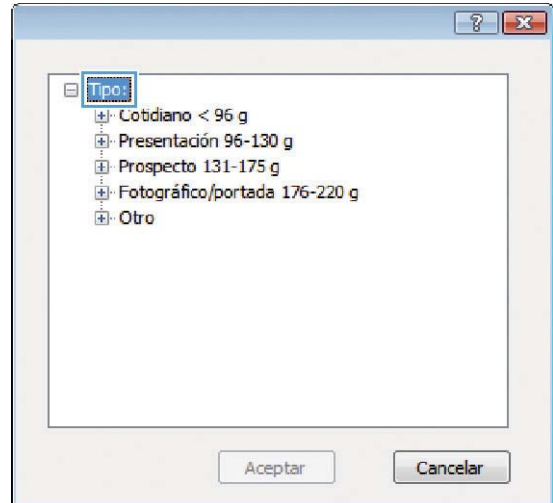 Tipo:
Cotidiano < 96 g
Presentación 96-130 g
Prospecto 131-175 g
Fotográfico/portada 176-220 g
Otro
Aceptar
Cancelar